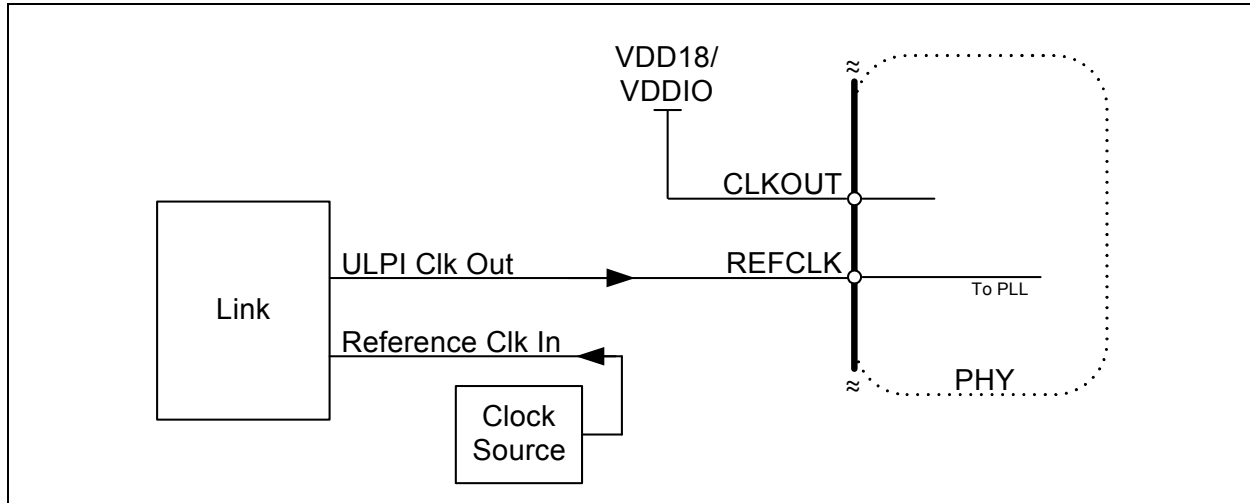 VDD18/
VDDIO
CLKOUT
ULPI Clk Out
REFCLK
To PLL
Link
Reference Clk In
Clock
Source
PHY